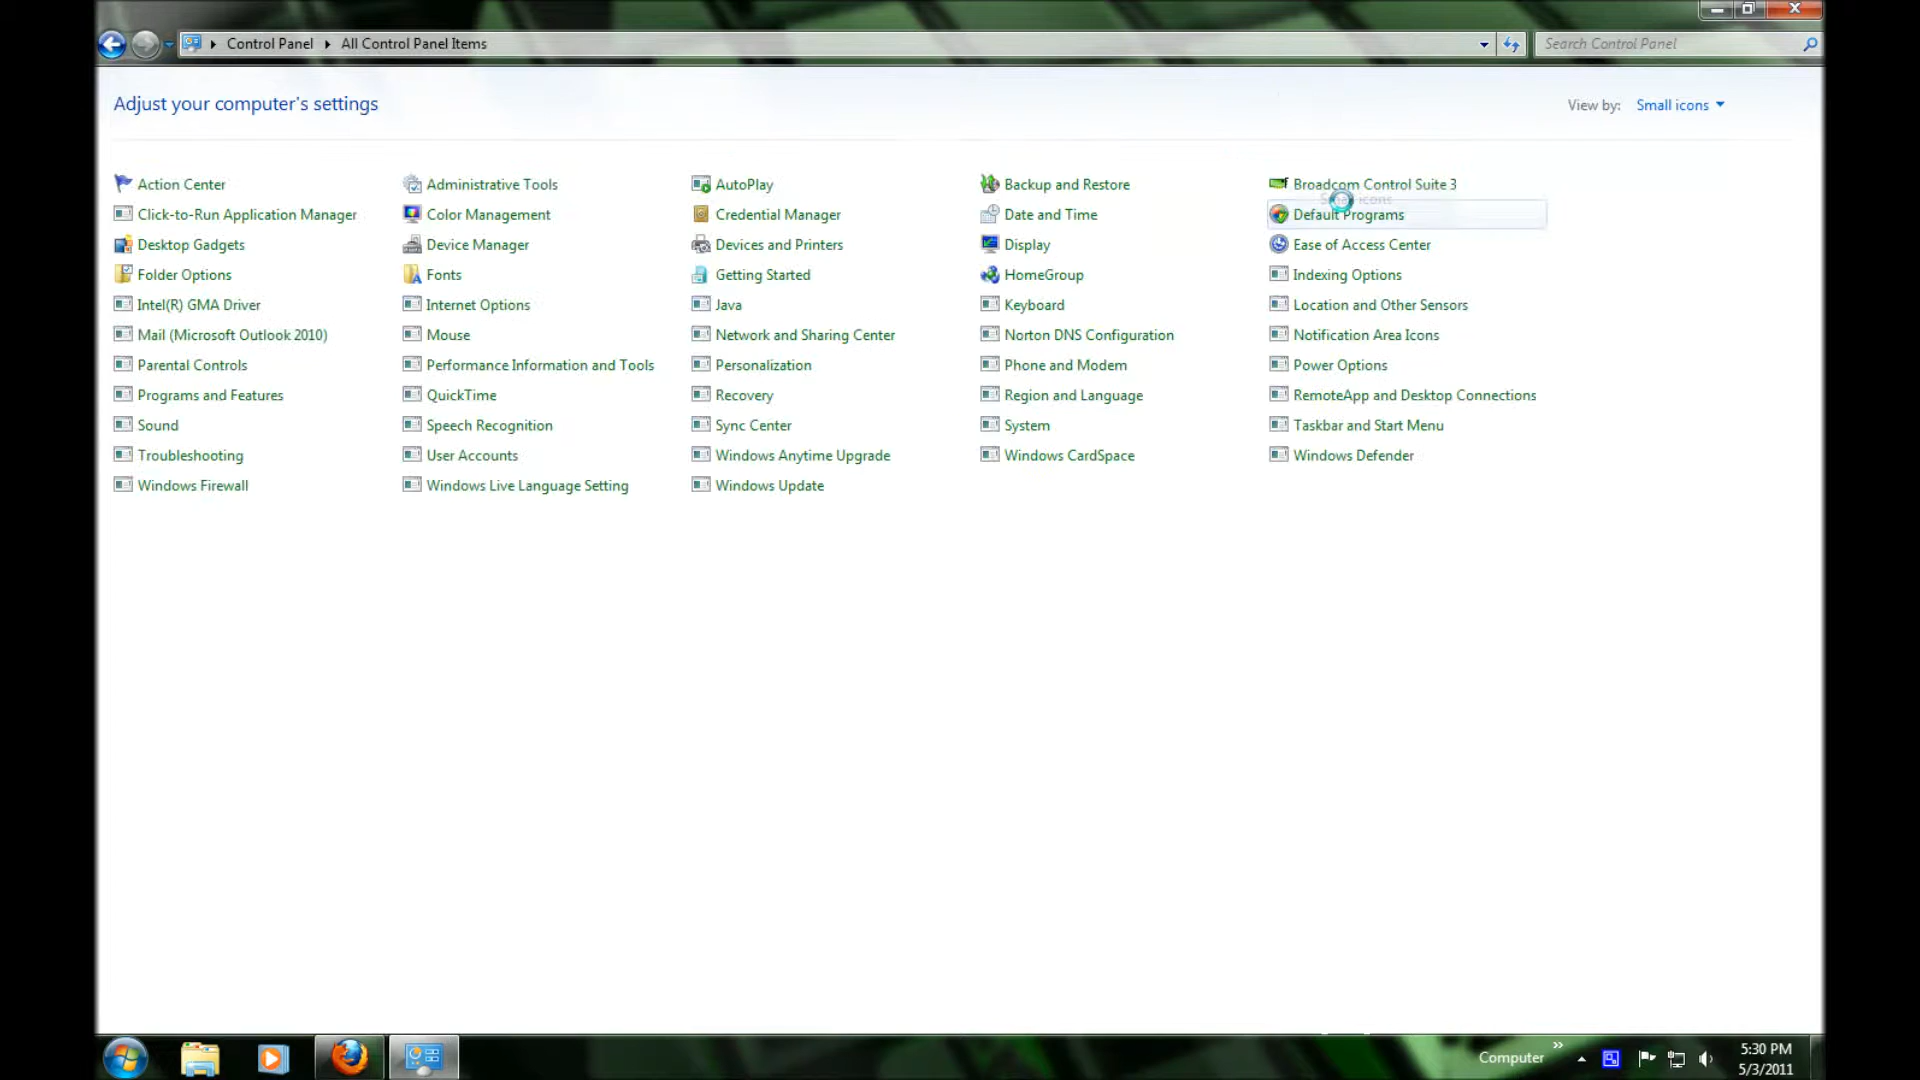 Control Panel All Control Panel Items Search Control Panel
Adjust your computer's settings
View by: Small icons
Action Center Administrative Tools AutoPlay Backup and Restore Broadcom Control Suite 3
Small icons
Click-to-Run Application Manager Color Management Credential Manager Date and Time Default Programs
Desktop Gadgets Device Manager Devices and Printers Display Ease of Access Center
Folder Options Fonts Getting Started HomeGroup Indexing Options
Intel(R) GMA Driver Internet Options Java Keyboard Location and Other Sensors
Mail (Microsoft Outlook 2010) Mouse Network and Sharing Center Norton DNS Configuration Notification Area Icons
Parental Controls Performance Information and Tools Personalization Phone and Modem Power Options
Programs and Features QuickTime Recovery Region and Language RemoteApp and Desktop Connections
Sound Speech Recognition Sync Center System Taskbar and Start Menu
Troubleshooting User Accounts Windows Anytime Upgrade Windows CardSpace Windows Defender
Windows Firewall Windows Live Language Setting Windows Update
Computer » 5:30 PM
5/3/2011